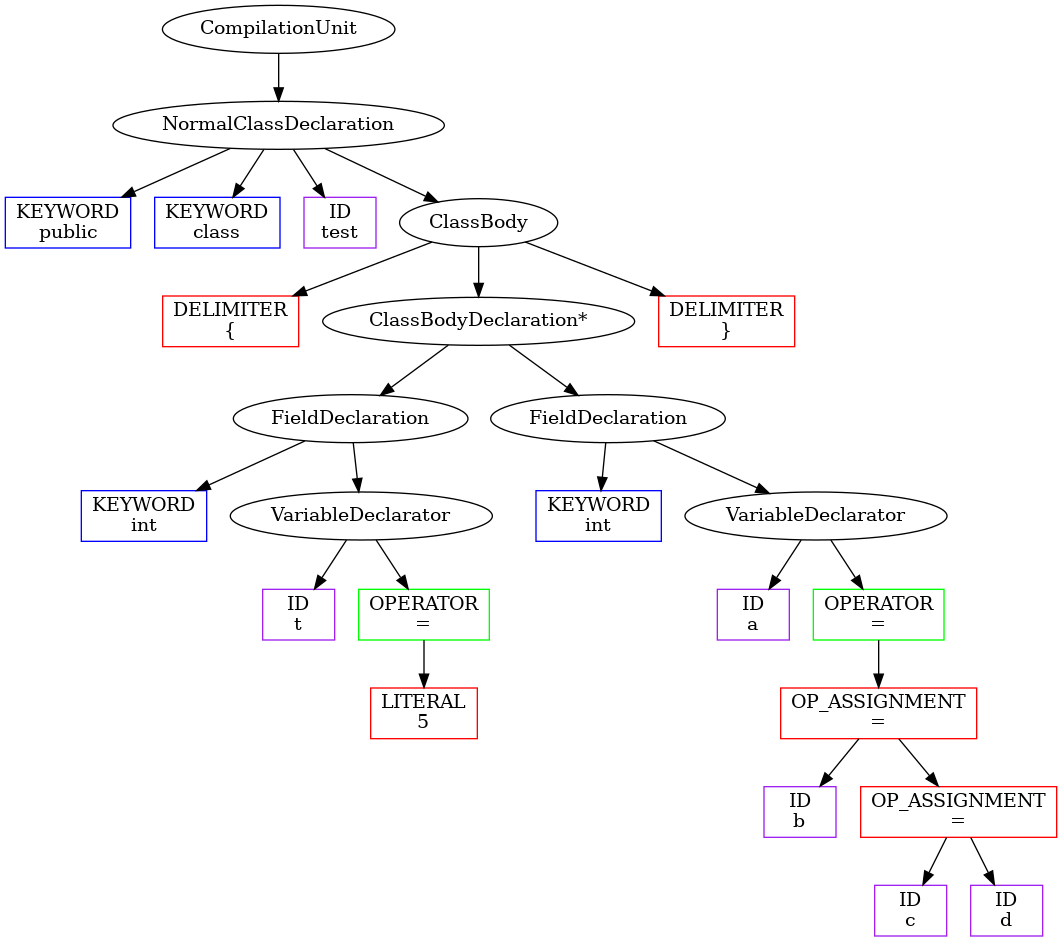 CompilationUnit
NormalClassDeclaration
KEYWORD
public
KEYWORD
class
ID
test
ClassBody
DELIMITER
{
ClassBodyDeclaration*
DELIMITER
}
FieldDeclaration
FieldDeclaration
KEYWORD
int
VariableDeclarator
KEYWORD
int
VariableDeclarator
ID
t
OPERATOR
=
ID
a
OPERATOR
=
LITERAL
5
OP_ASSIGNMENT
=
ID
b
OP_ASSIGNMENT
=
ID
c
ID
d